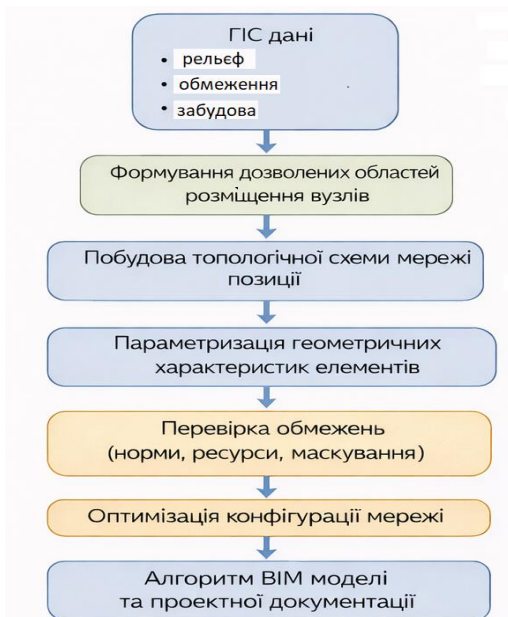 ГІС дані
• рельєф
• обмеження
• забудова
Формування дозволених областей
розміщення вузлів
Побудова топологічної схеми мережі
позиції
Параметризація геометричних
характеристик елементів
Перевірка обмежень
(норми, ресурси, маскування)
Оптимізація конфігурації мережі
Алгоритм BIM моделі
та проектної документації